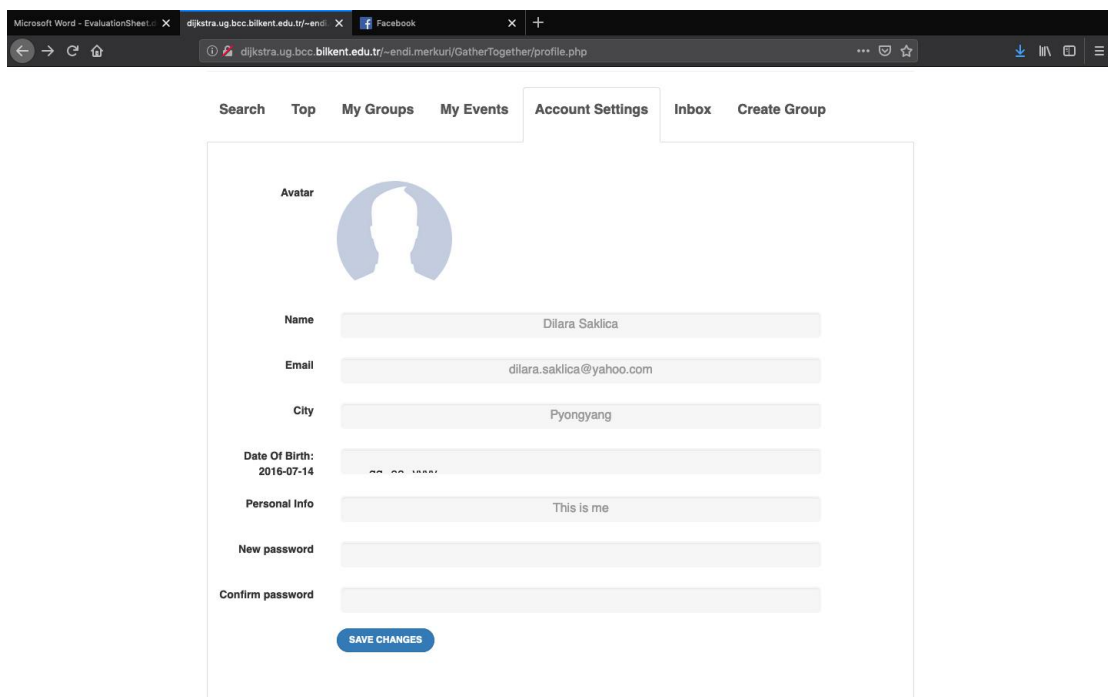 Microsoft Word - EvaluationSheet.d
dijkstra.ug.bcc.bilkent.edu.tr/~endi.
Facebook
dijkstra.ug.bcc.bilkent.edu.tr/~endi.merkuri/GatherTogether/profile.php
Search Top My Groups My Events Account Settings Inbox Create Group
Avatar
Name Dilara Saklica
Email dilara.saklica@yahoo.com
City Pyongyang
Date Of Birth:
2016-07-14
Personal Info This is me
New password
Confirm password
SAVE CHANGES